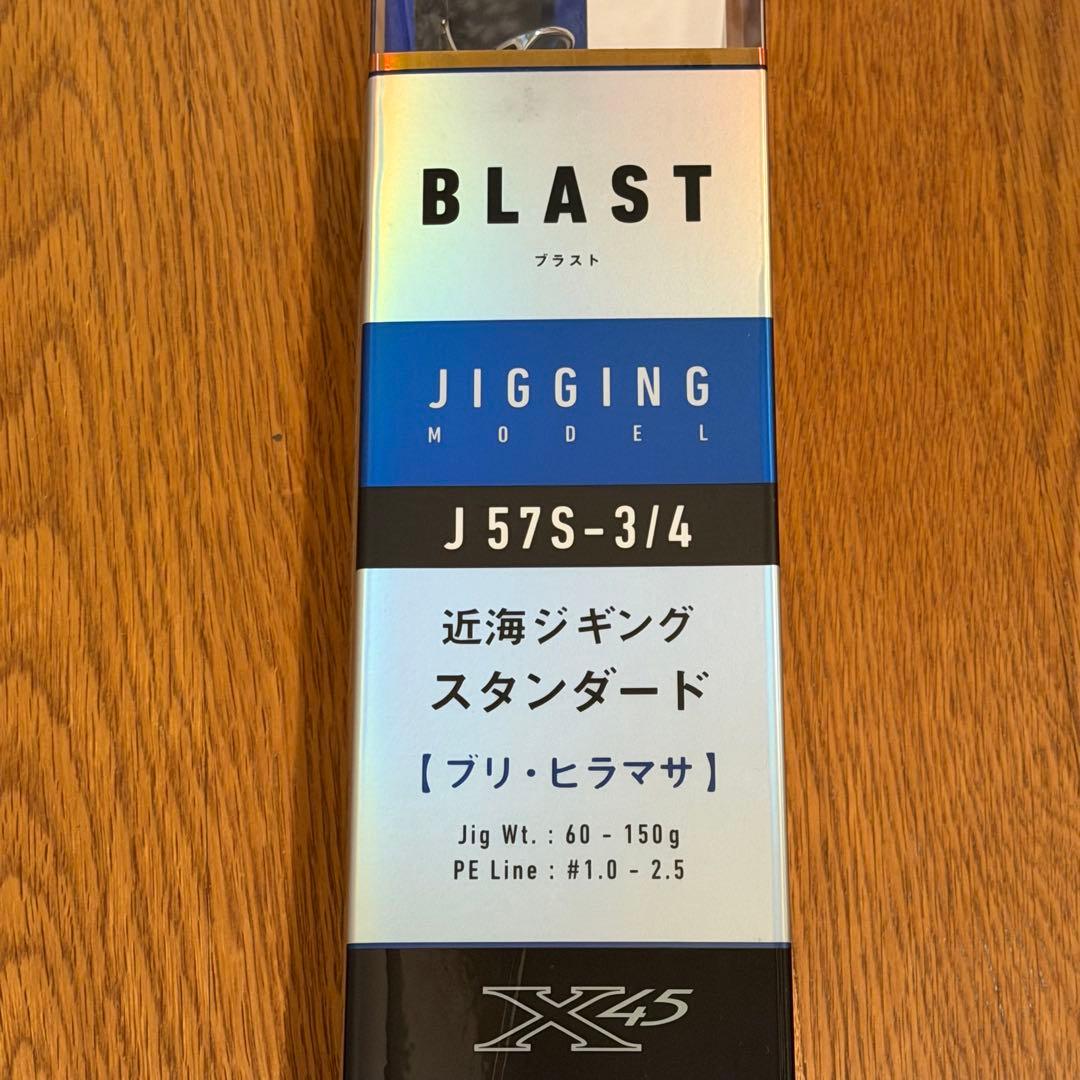 BLAST
ブラスト
JIGGING
MODEL
J 57S-3/4
近海ジギング
スタンダード
【ブリ・ヒラマサ】
Jig Wt. : 60 - 150g
PE Line : #1.0 - 2.5
X45